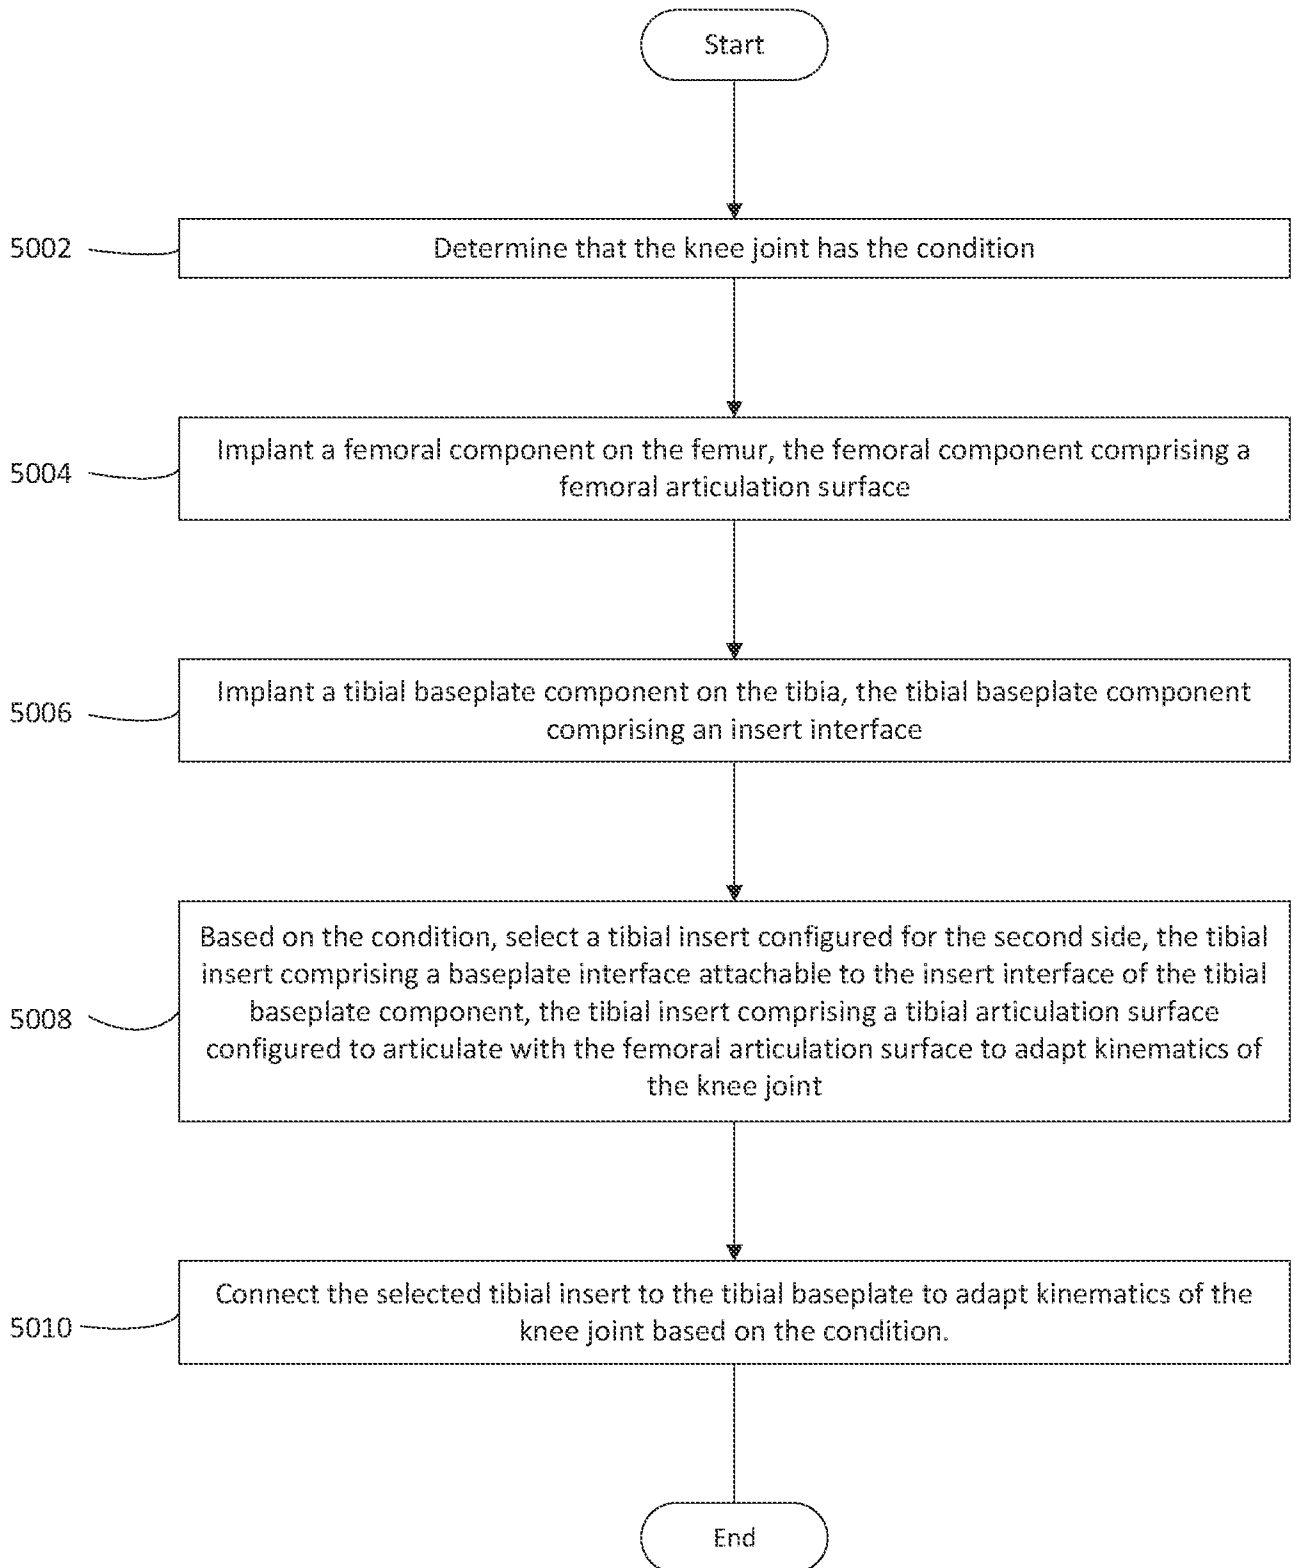 Start
5002
Determine that the knee joint has the condition
5004
Implant a femoral component on the femur, the femoral component comprising a
femoral articulation surface
5006
Implant a tibial baseplate component on the tibia, the tibial baseplate component
comprising an insert interface
5008
Based on the condition, select a tibial insert configured for the second side, the tibial
insert comprising a baseplate interface attachable to the insert interface of the tibial
baseplate component, the tibial insert comprising a tibial articulation surface
configured to articulate with the femoral articulation surface to adapt kinematics of
the knee joint
5010
Connect the selected tibial insert to the tibial baseplate to adapt kinematics of the
knee joint based on the condition.
End